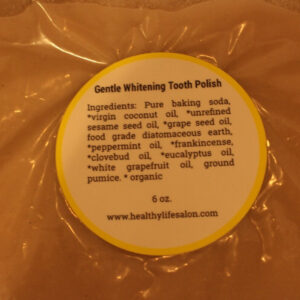 Gentle Whitening Tooth Polish
Ingredients: Pure baking soda,
*virgin coconut oil, *unrefined
sesame seed oil, *grape seed oil,
food grade diatomaceous earth,
*peppermint oil, *frankincense,
*clovebud oil, *eucalyptus oil,
*white grapefruit oil, ground
pumice. * organic
6 oz.
www.healthylifesalon.com